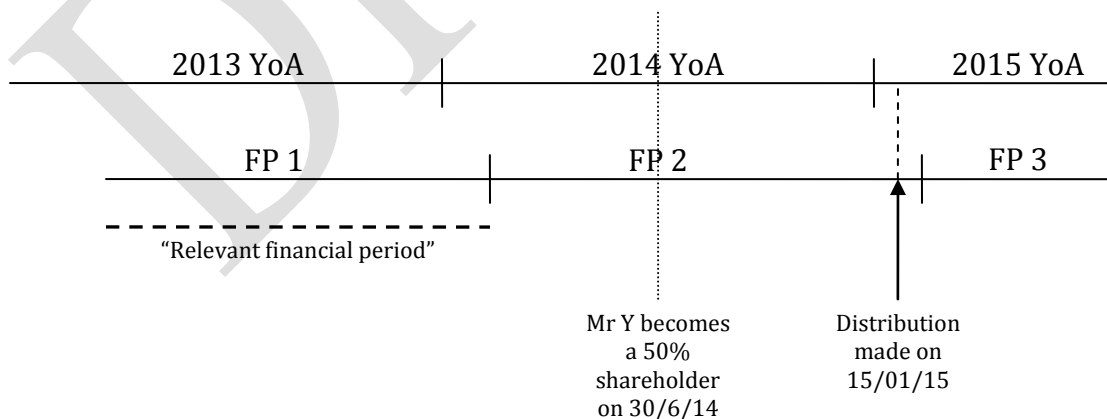 2013 YoA 2014 YoA 2015 YoA
FP 1 FP 2 FP 3
“Relevant financial period”
Mr Y becomes
a 50%
shareholder
on 30/6/14
Distribution
made on
15/01/15